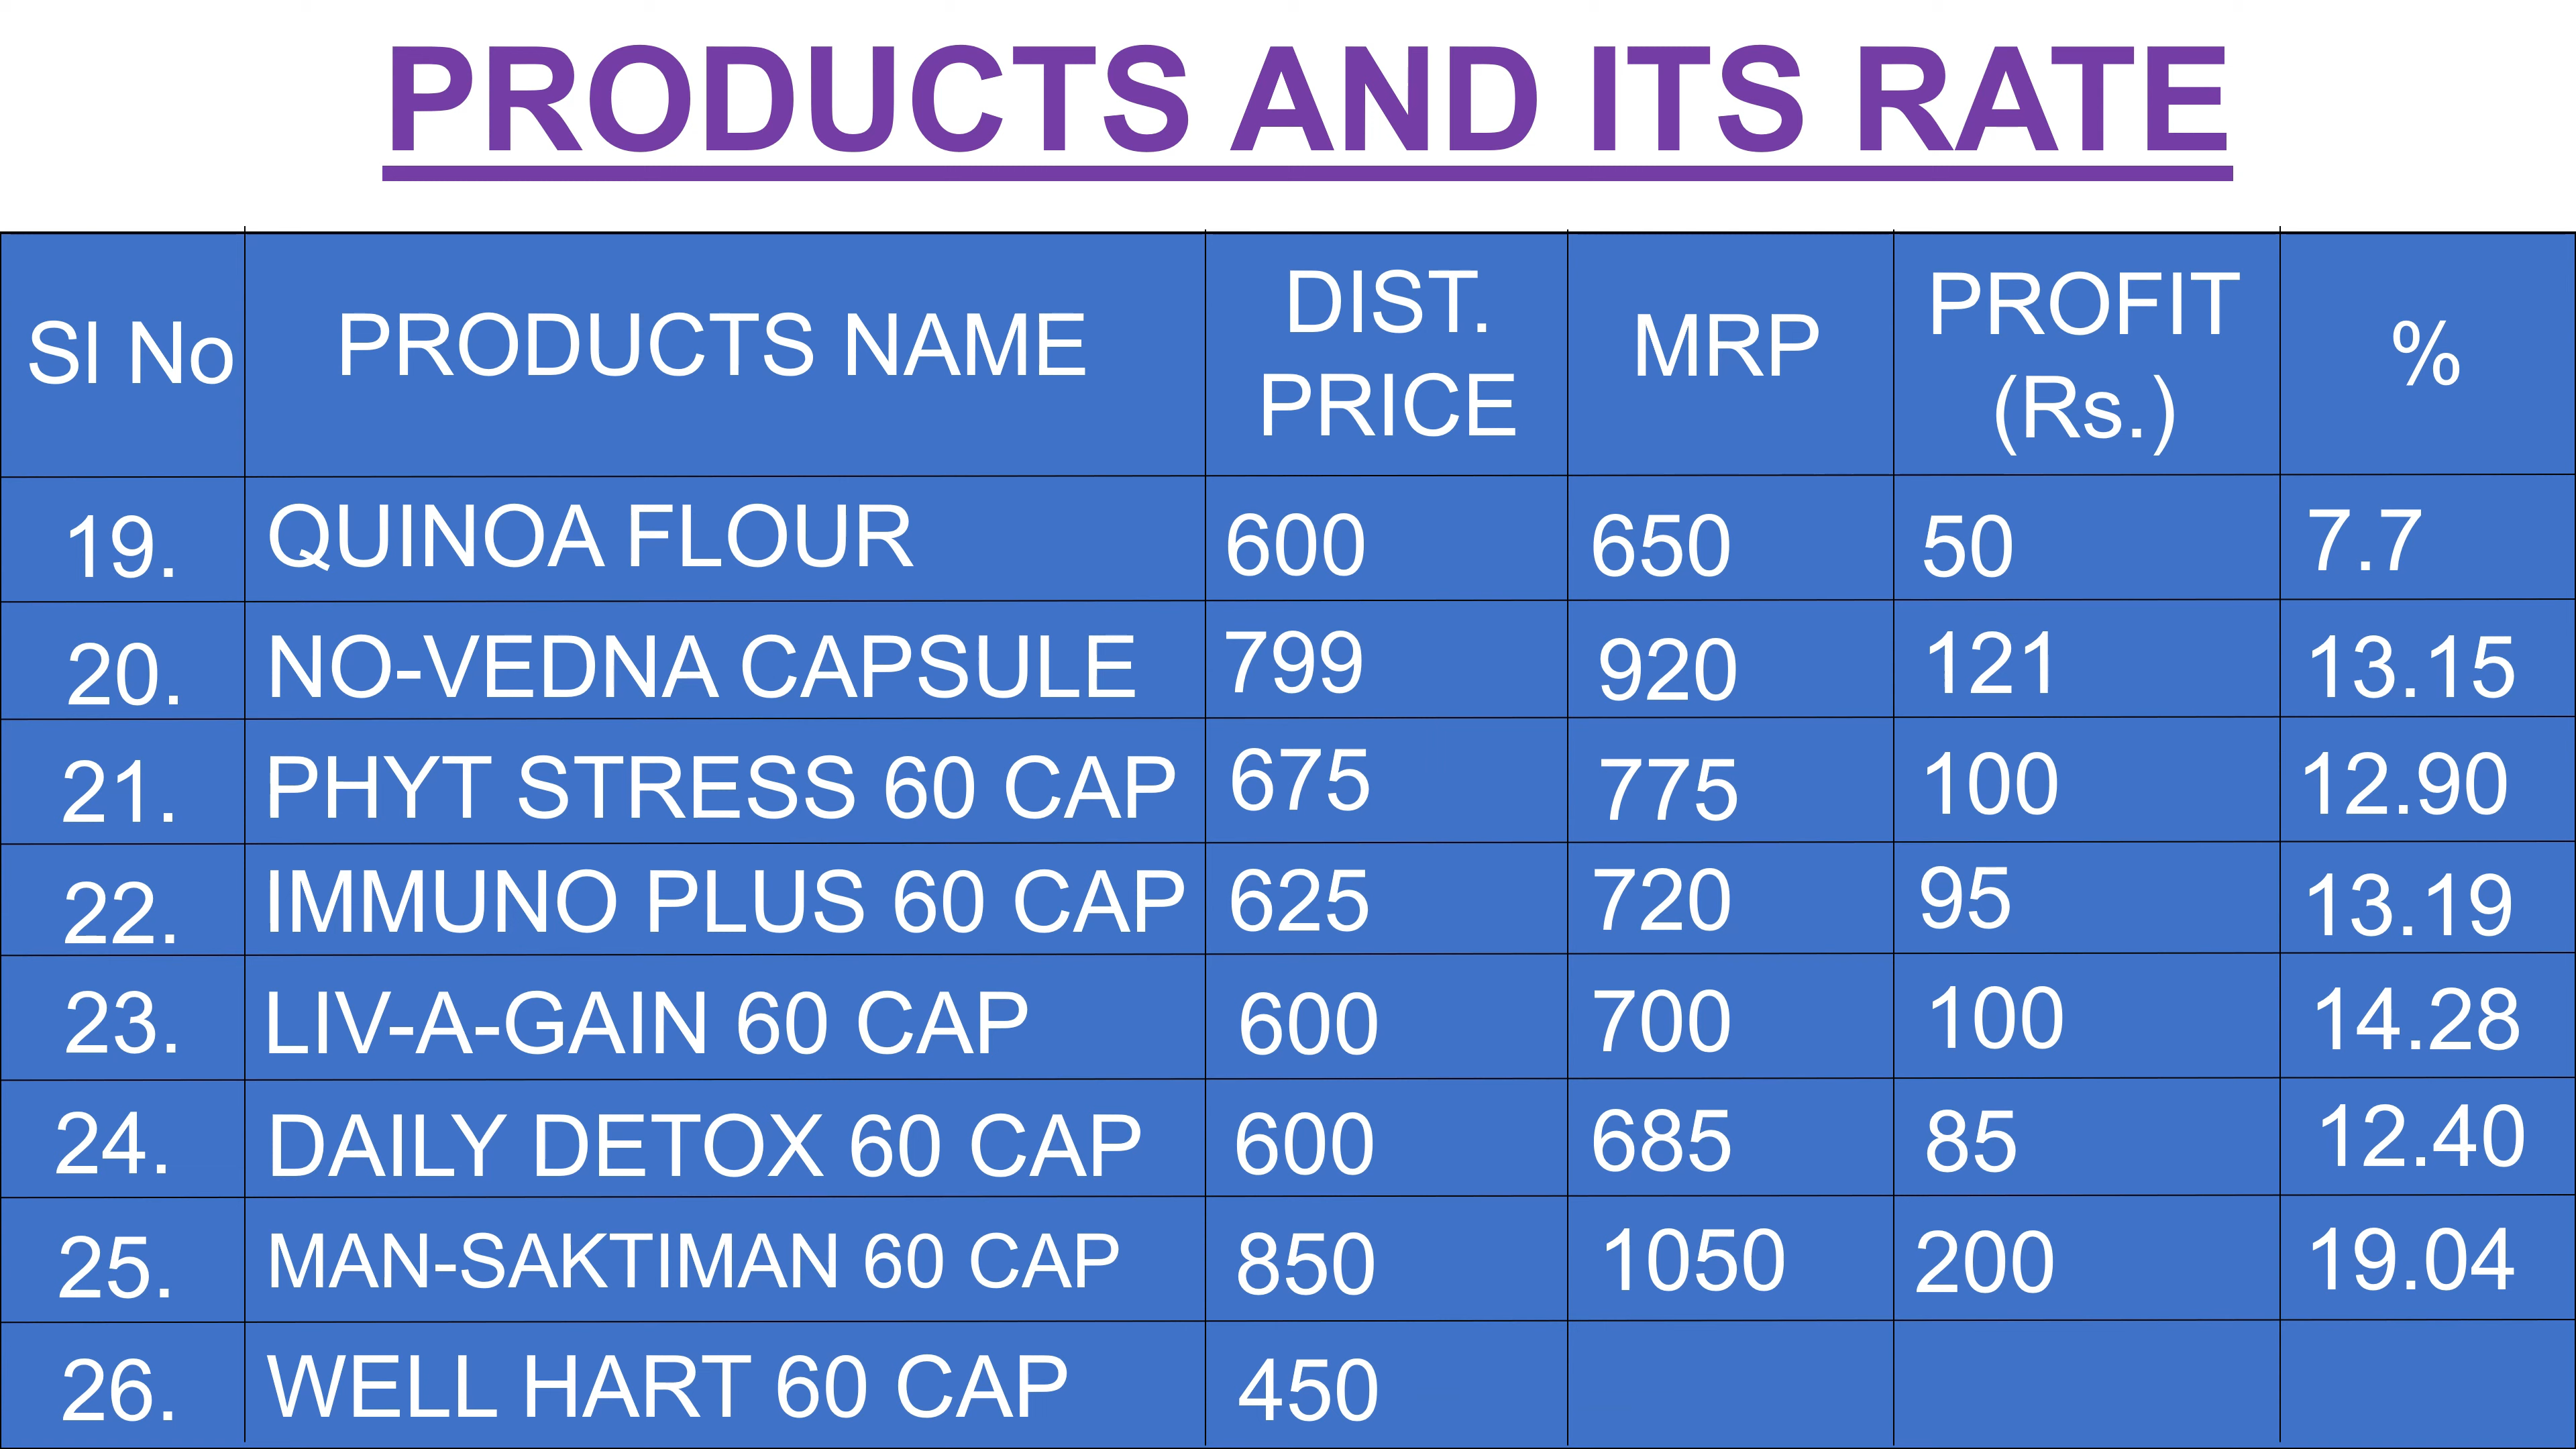 PRODUCTS AND ITS RATE
Sl No PRODUCTS NAME DIST. PRICE MRP PROFIT (Rs.) %
19. QUINOA FLOUR 600 650 50 7.7
20. NO-VEDNA CAPSULE 799 920 121 13.15
21. PHYT STRESS 60 CAP 675 775 100 12.90
22. IMMUNO PLUS 60 CAP 625 720 95 13.19
23. LIV-A-GAIN 60 CAP 600 700 100 14.28
24. DAILY DETOX 60 CAP 600 685 85 12.40
25. MAN-SAKTIMAN 60 CAP 850 1050 200 19.04
26. WELL HART 60 CAP 450